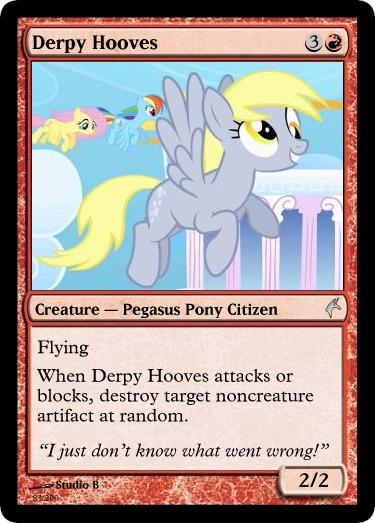 Derpy Hooves 3
Creature — Pegasus Pony Citizen
Flying
When Derpy Hooves attacks or
blocks, destroy target noncreature
artifact at random.
“I just don’t know what went wrong!”
Studio B
2/2